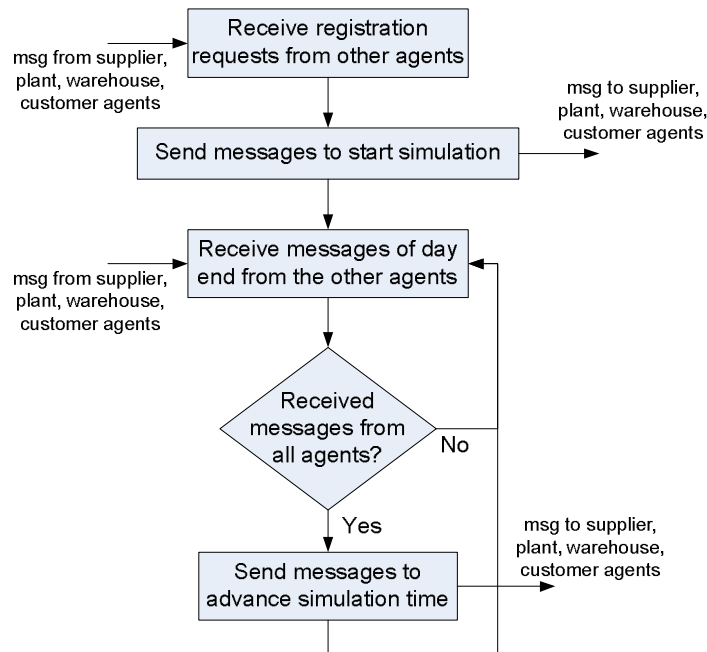 Receive registration
requests from other agents
msg from supplier,
plant, warehouse,
customer agents
msg to supplier,
plant, warehouse,
customer agents
Send messages to start simulation
Receive messages of day
end from the other agents
msg from supplier,
plant, warehouse,
customer agents
Received
messages from
all agents?
No
Yes
msg to supplier,
plant, warehouse,
customer agents
Send messages to
advance simulation time